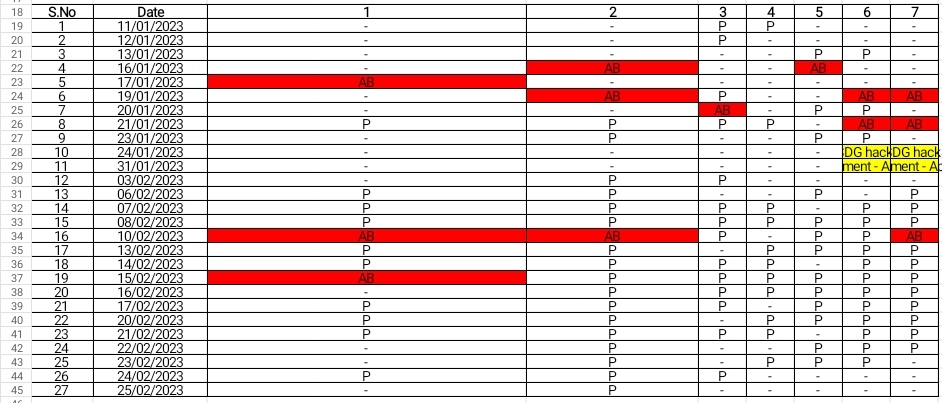 18 S.No Date 1 2 3 4 5 6 7
19 1 11/01/2023 - - P P - - -
20 2 12/01/2023 - - P - - - -
21 3 13/01/2023 - - - - P P -
22 4 16/01/2023 - AB - - AB - -
23 5 17/01/2023 AB - - - - - -
24 6 19/01/2023 - AB P - - AB AB
25 7 20/01/2023 - - AB - P P -
26 8 21/01/2023 P P P P - AB AB
27 9 23/01/2023 - P - - P P -
28 10 24/01/2023 - - - - - DG hack DG hack
29 11 31/01/2023 - - - - - ment - A ment - A
30 12 03/02/2023 - P P - - - -
31 13 06/02/2023 P P - - P - P
32 14 07/02/2023 P P P P - P P
33 15 08/02/2023 P P P P P P P
34 16 10/02/2023 AB AB P - P P AB
35 17 13/02/2023 P P - P P P P
36 18 14/02/2023 P P P - P P P
37 19 15/02/2023 AB P P P P P P
38 20 16/02/2023 - P P P P P P
39 21 17/02/2023 P P P - P P P
40 22 20/02/2023 P P - P P P P
41 23 21/02/2023 P P P P - P P
42 24 22/02/2023 - P - - P P P
43 25 23/02/2023 - P - P P P -
44 26 24/02/2023 P P P - - - -
45 27 25/02/2023 - P - - - - -